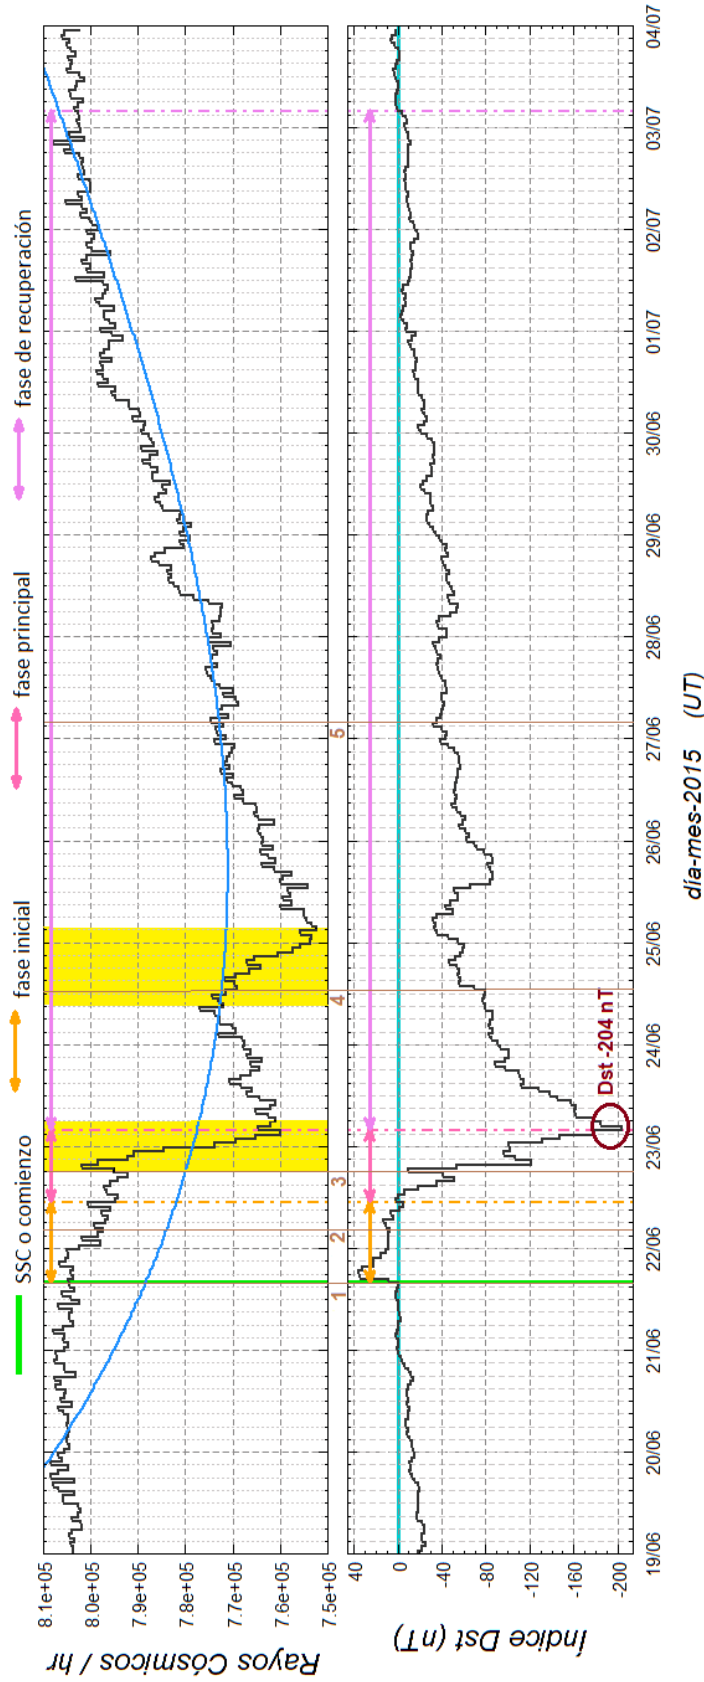 SSC o comienzo
fase inicial
fase principal
fase de recuperación
Rayos Cósmicos / hr
8.1e+05
8.0e+05
7.9e+05
7.8e+05
7.7e+05
7.6e+05
7.5e+05
1
2
3
4
5
Índice Dst (nT)
40
0
-40
-80
-120
-160
-200
Dst -204 nT
19/06
20/06
21/06
22/06
23/06
24/06
25/06
26/06
27/06
28/06
29/06
30/06
01/07
02/07
03/07
04/07
día-mes-2015 (UT)